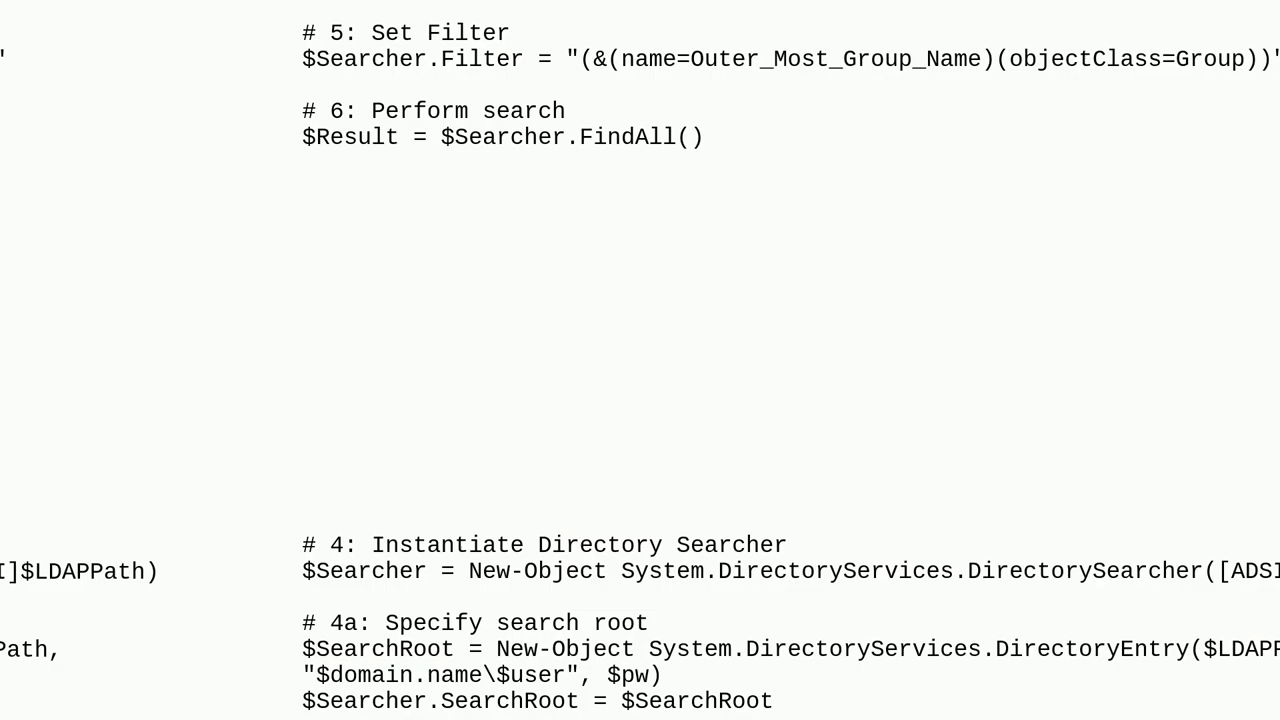 # 5: Set Filter
' $Searcher.Filter = "(&(name=Outer_Most_Group_Name)(objectClass=Group))"
# 6: Perform search
$Result = $Searcher.FindAll()
# 4: Instantiate Directory Searcher
I]$LDAPPath) $Searcher = New-Object System.DirectoryServices.DirectorySearcher([ADSI
# 4a: Specify search root
Path, $SearchRoot = New-Object System.DirectoryServices.DirectoryEntry($LDAPP
"$domain.name\$user", $pw)
$Searcher.SearchRoot = $SearchRoot